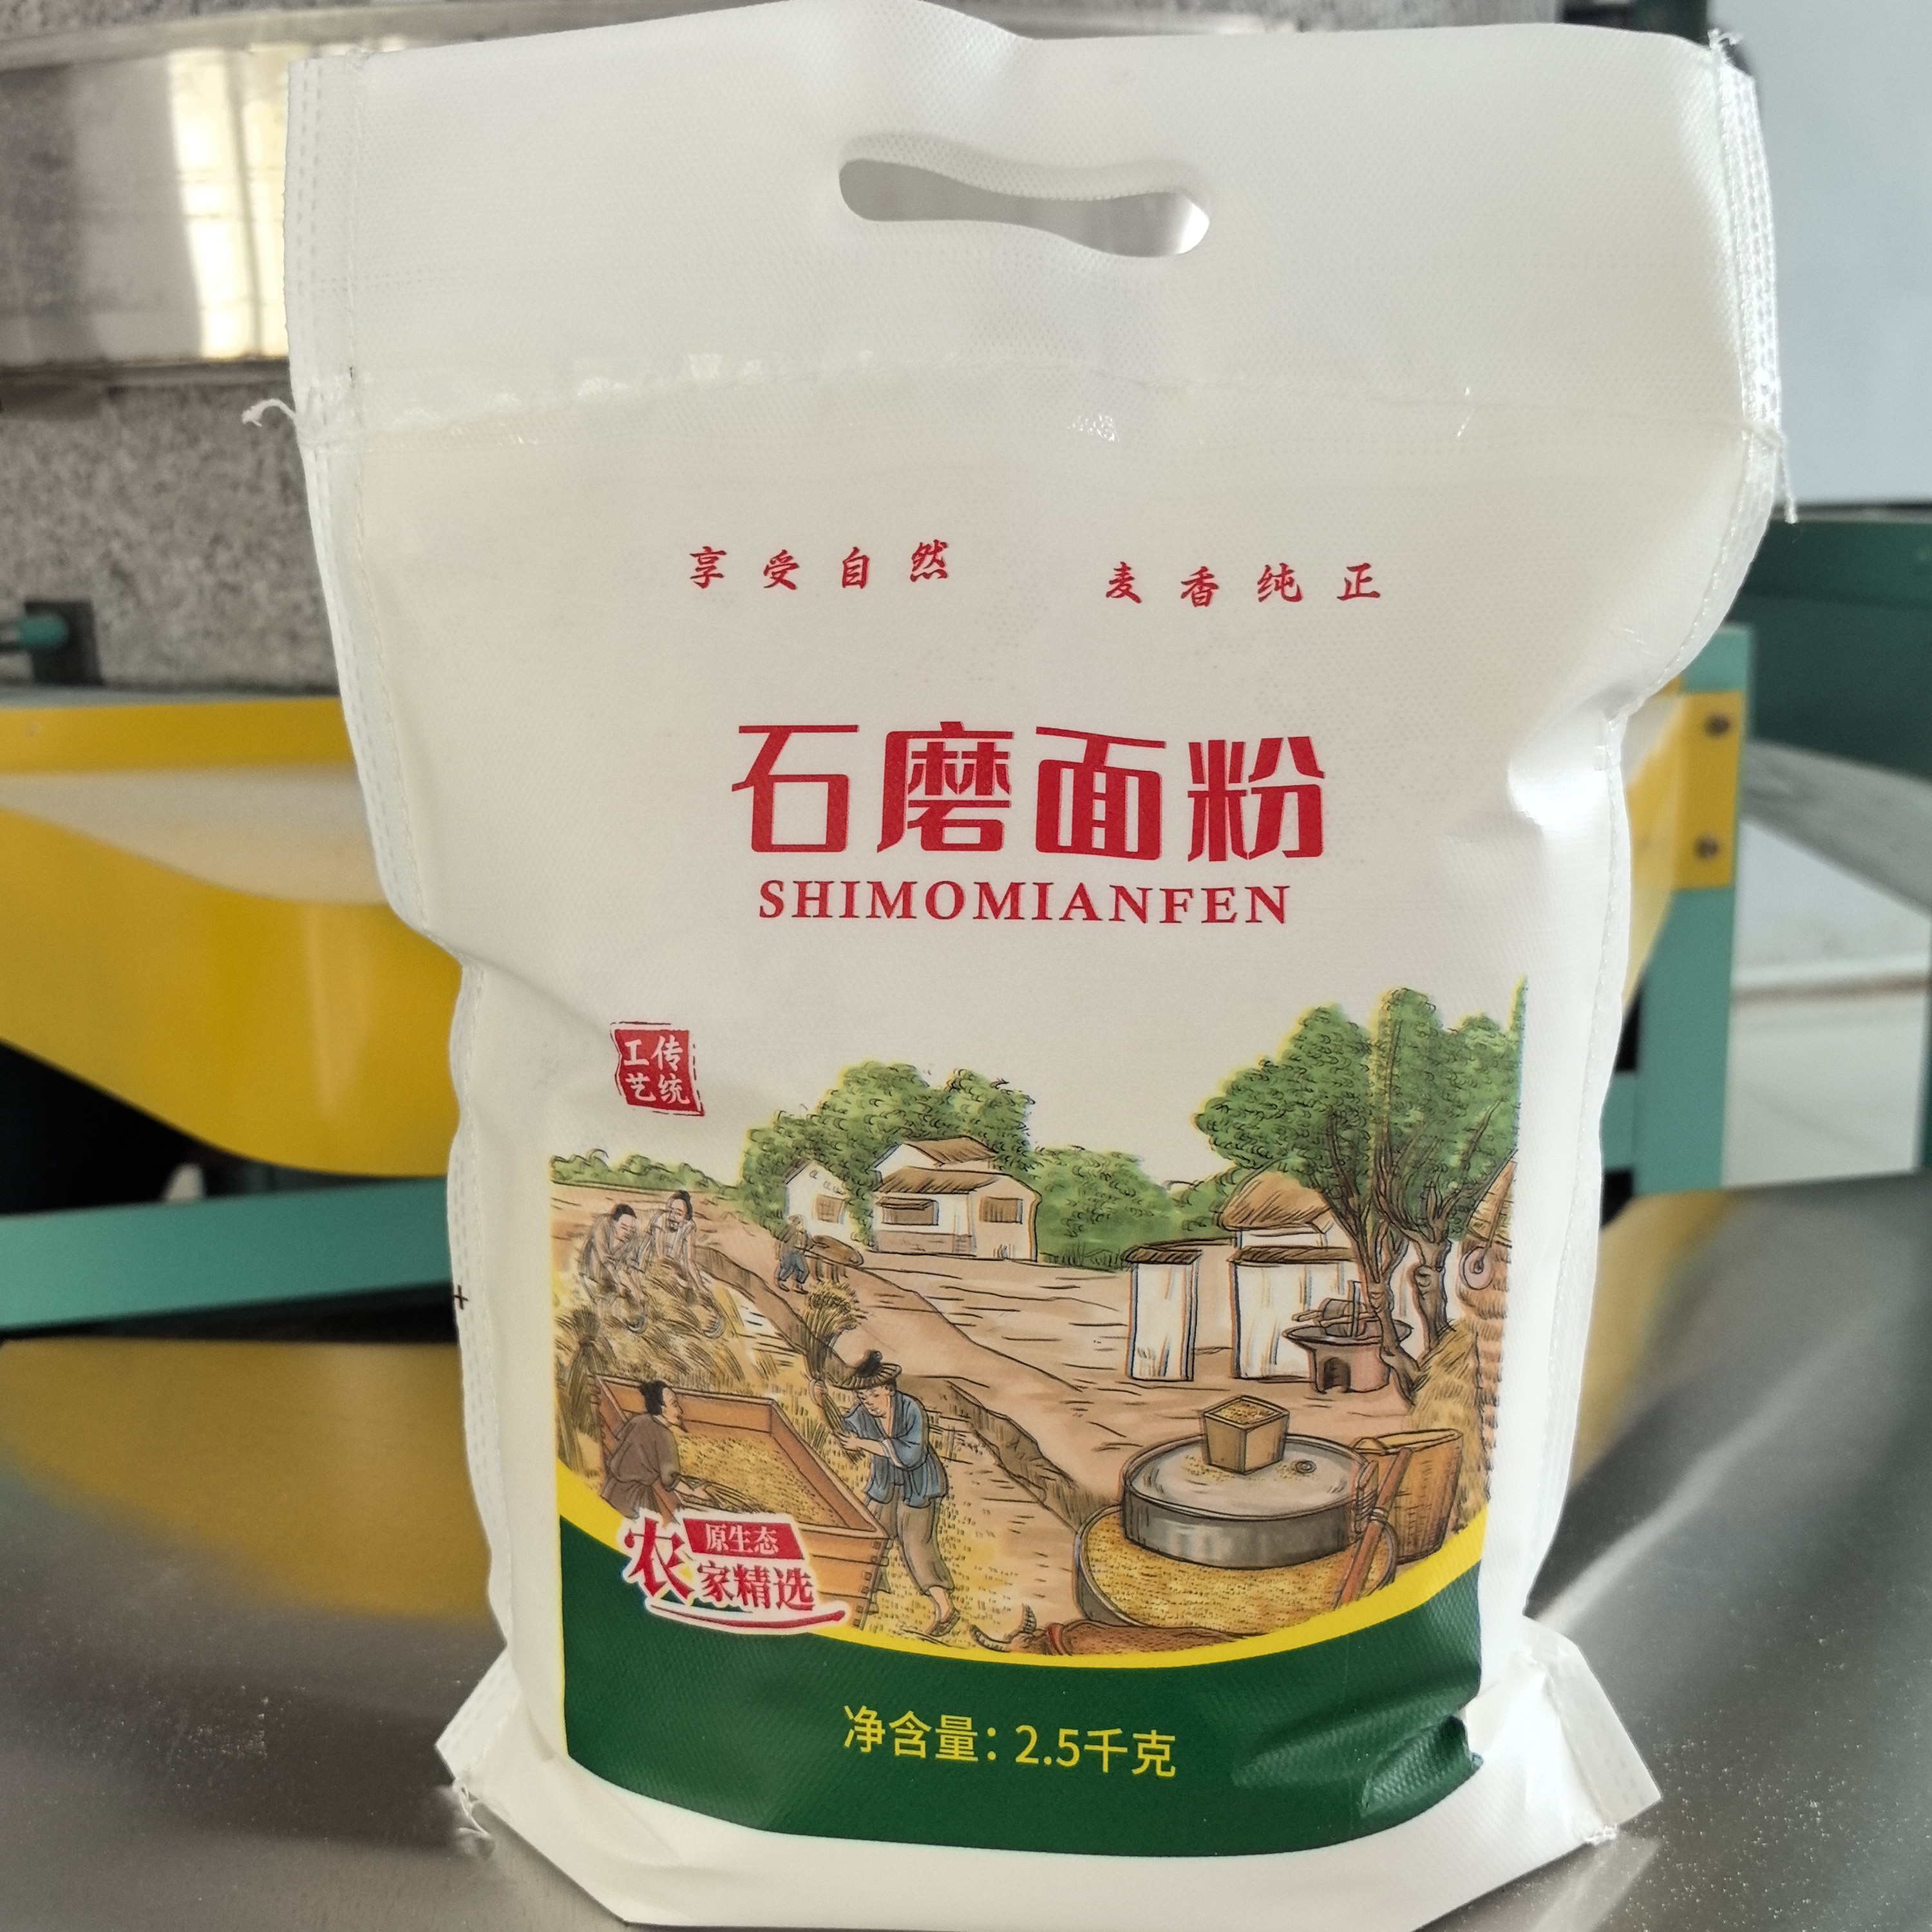 享受自然 麦香纯正
石磨面粉
SHIMOMIANFEN
传统
工艺
原生态
农家精选
净含量：2.5千克